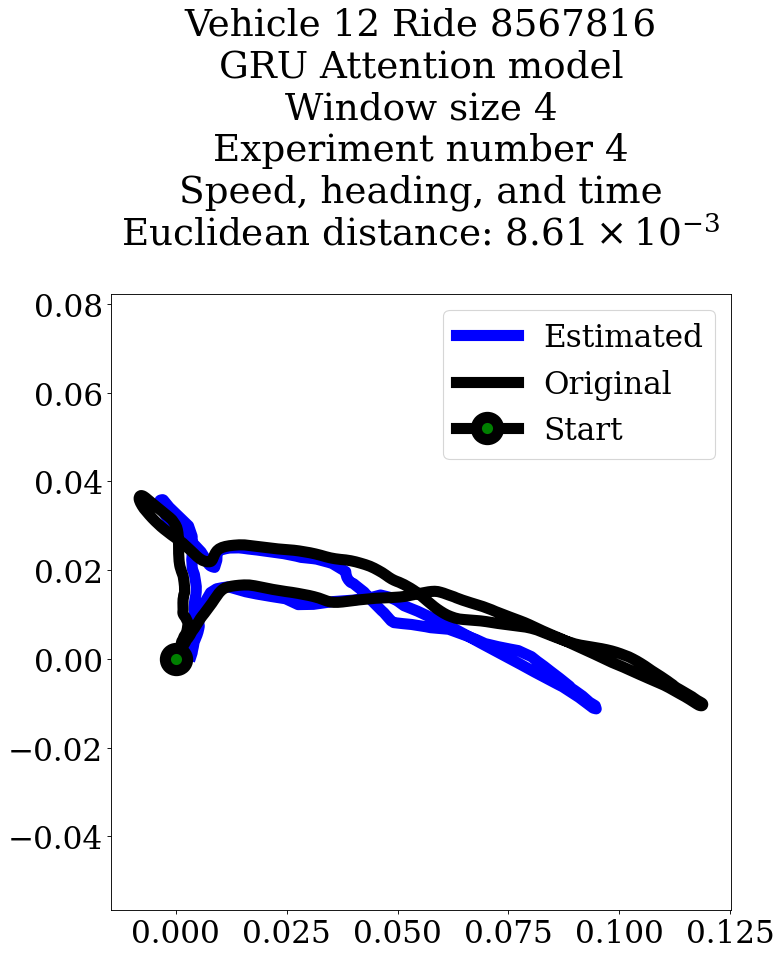 Vehicle 12 Ride 8567816
GRU Attention model
Window size 4
Experiment number 4
Speed, heading, and time
Euclidean distance: 8.61 × 10⁻³
Estimated
Original
Start
0.08
0.06
0.04
0.02
0.00
−0.02
−0.04
0.000 0.025 0.050 0.075 0.100 0.125